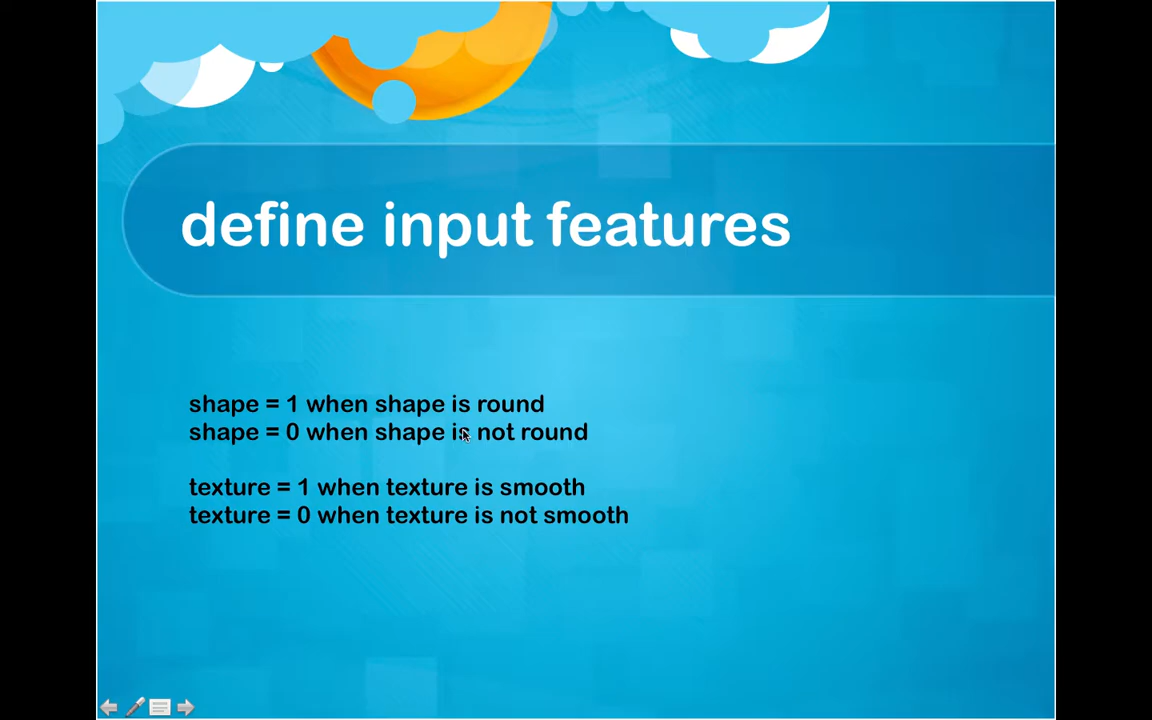 define input features
shape = 1 when shape is round
shape = 0 when shape is not round
texture = 1 when texture is smooth
texture = 0 when texture is not smooth